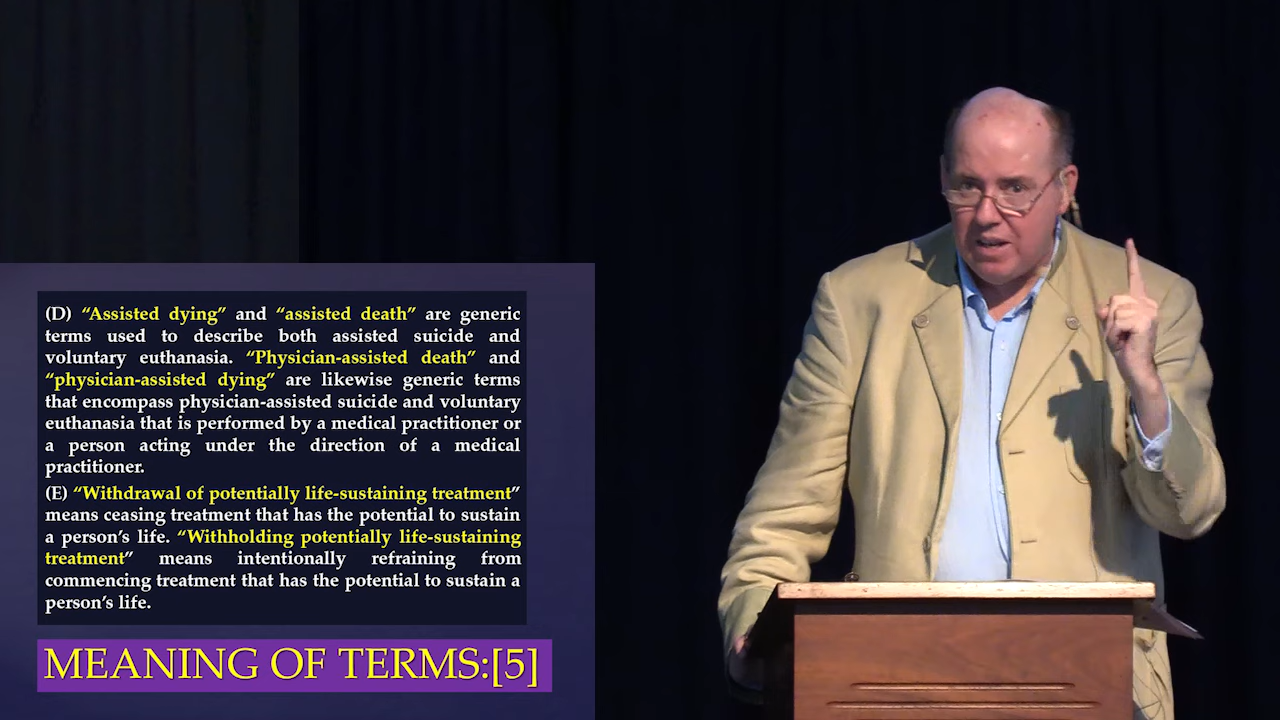 (D) “Assisted dying” and “assisted death” are generic
terms used to describe both assisted suicide and
voluntary euthanasia. “Physician-assisted death” and
“physician-assisted dying” are likewise generic terms
that encompass physician-assisted suicide and voluntary
euthanasia that is performed by a medical practitioner or
a person acting under the direction of a medical
practitioner.
(E) “Withdrawal of potentially life-sustaining treatment”
means ceasing treatment that has the potential to sustain
a person’s life. “Withholding potentially life-sustaining
treatment” means intentionally refraining from
commencing treatment that has the potential to sustain a
person’s life.
MEANING OF TERMS:[5]